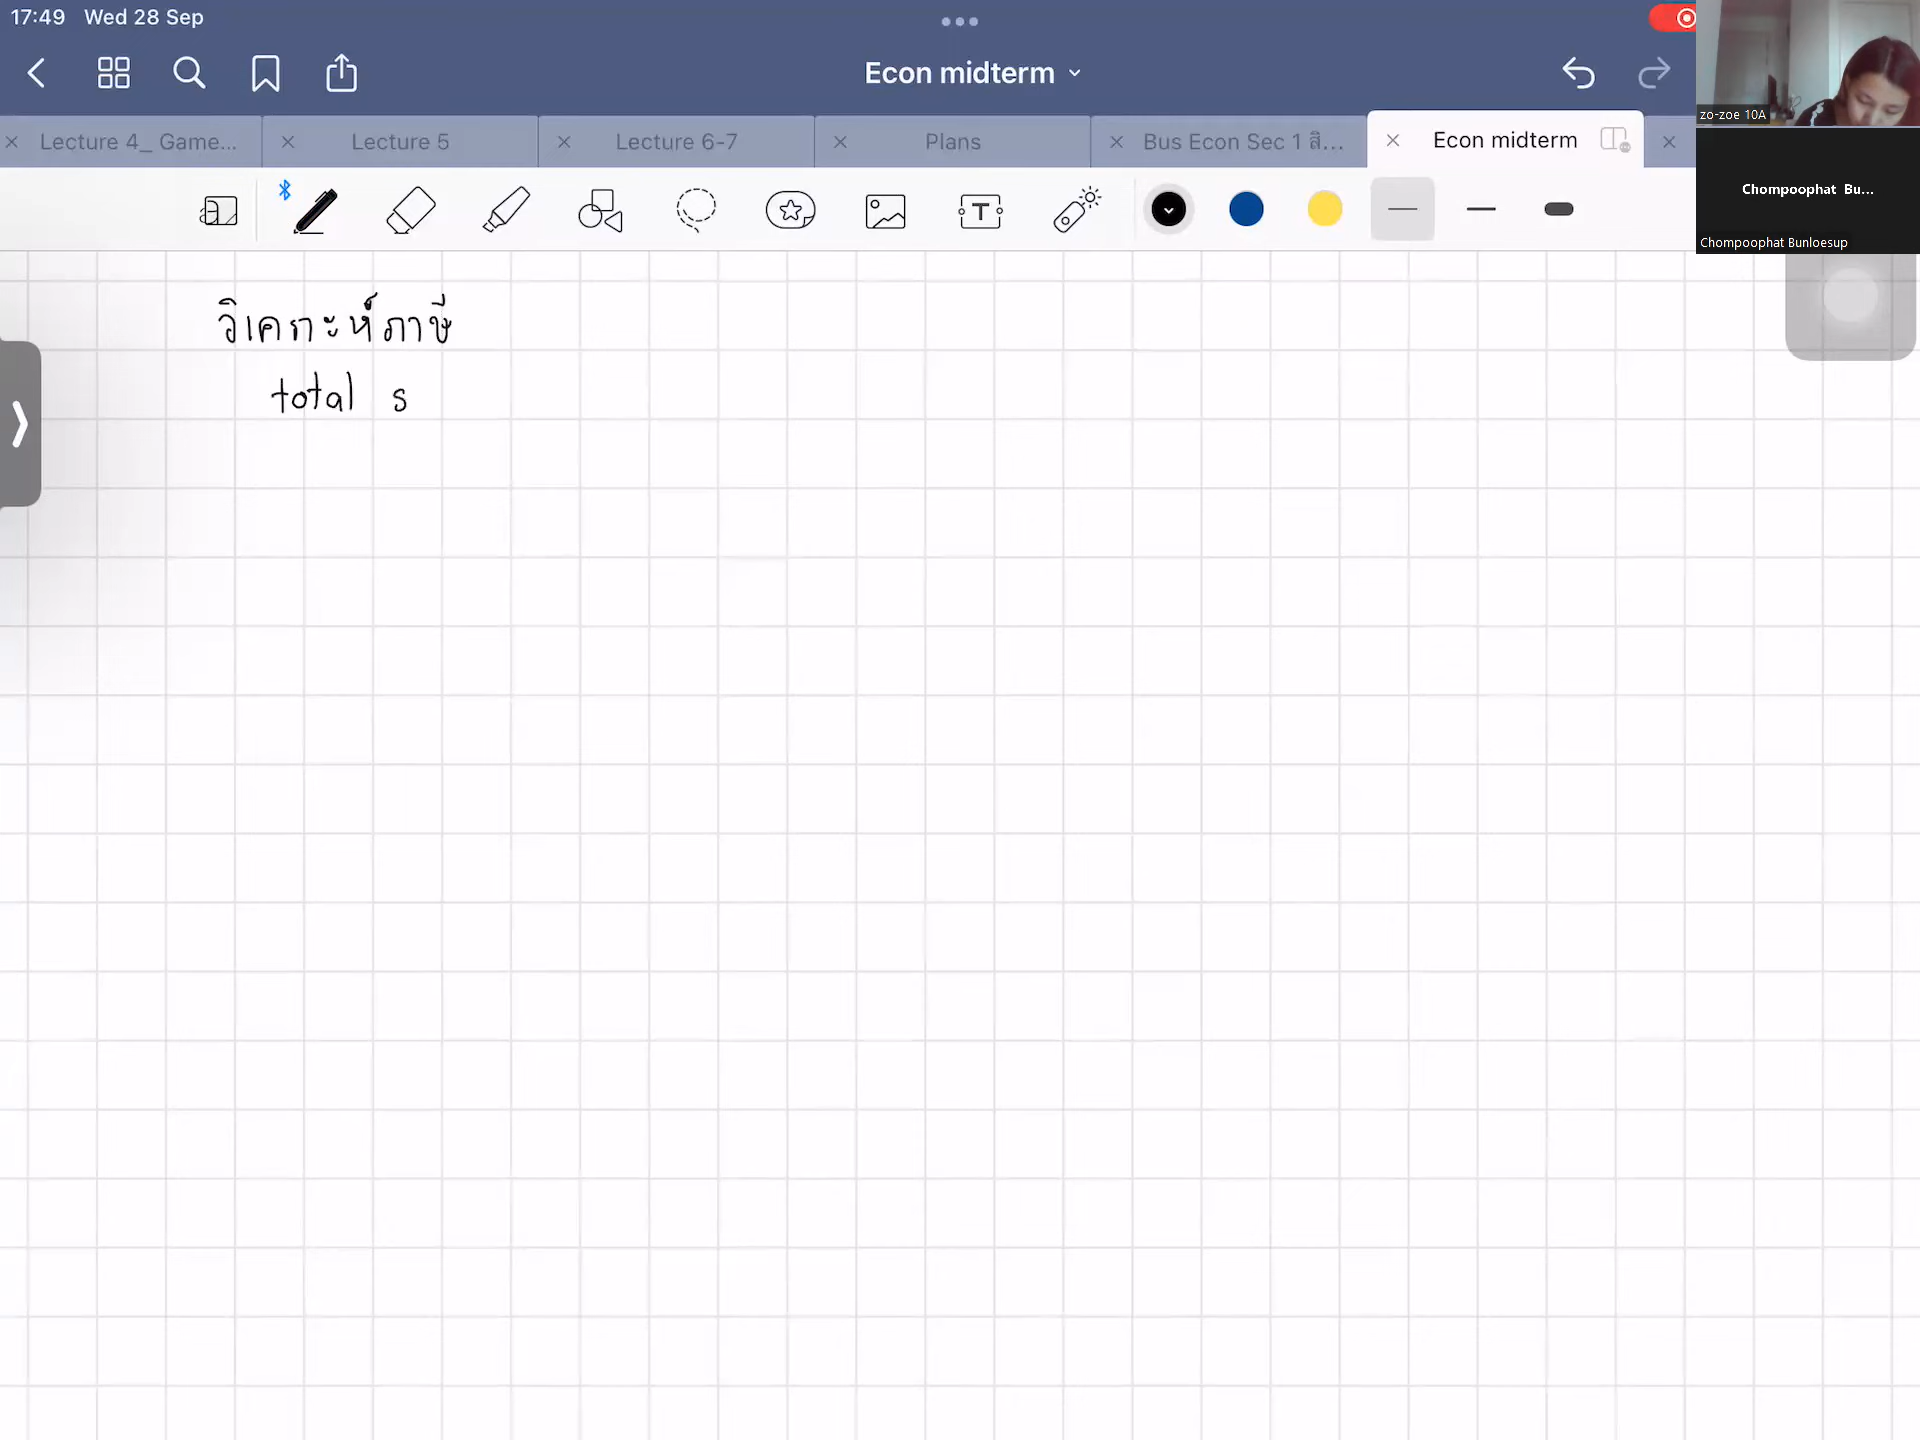 17:49 Wed 28 Sep
Econ midterm
Lecture 4_ Game...
Lecture 5
Lecture 6-7
Plans
Bus Econ Sec 1 สิ...
Econ midterm
zo-zoe 10A
Chompoophat Bu...
Chompoophat Bunloesup
วิเคราะห์ภาษี
total s